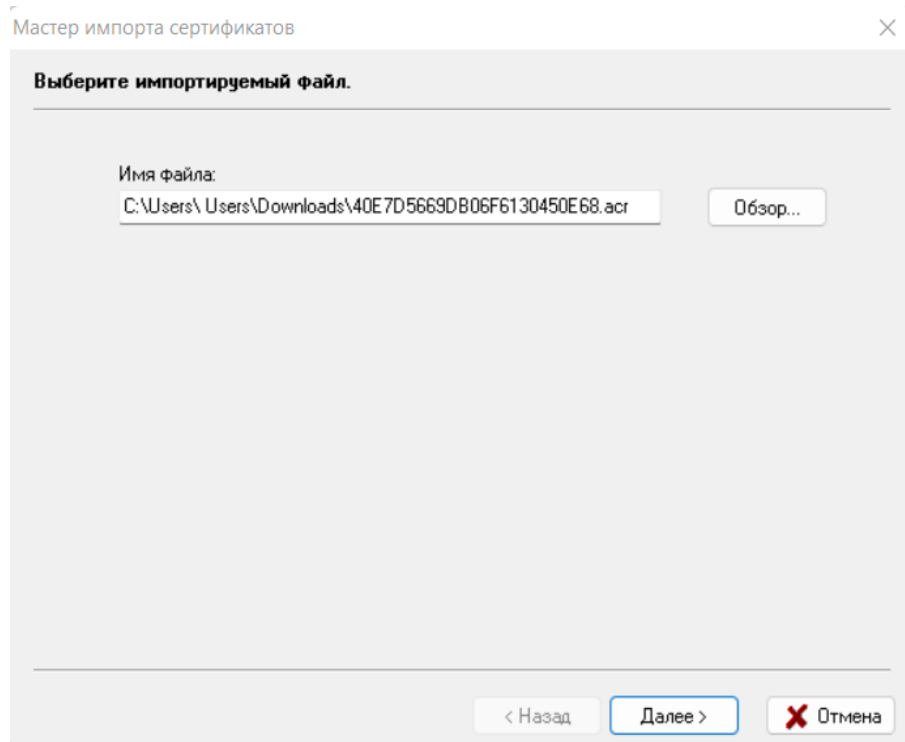 Мастер импорта сертификатов
Выберите импортируемый файл.
Имя файла:
C:\Users\ Users\Downloads\40E7D5669DB06F6130450E68.acr
Обзор...
< Назад
Далее >
Отмена